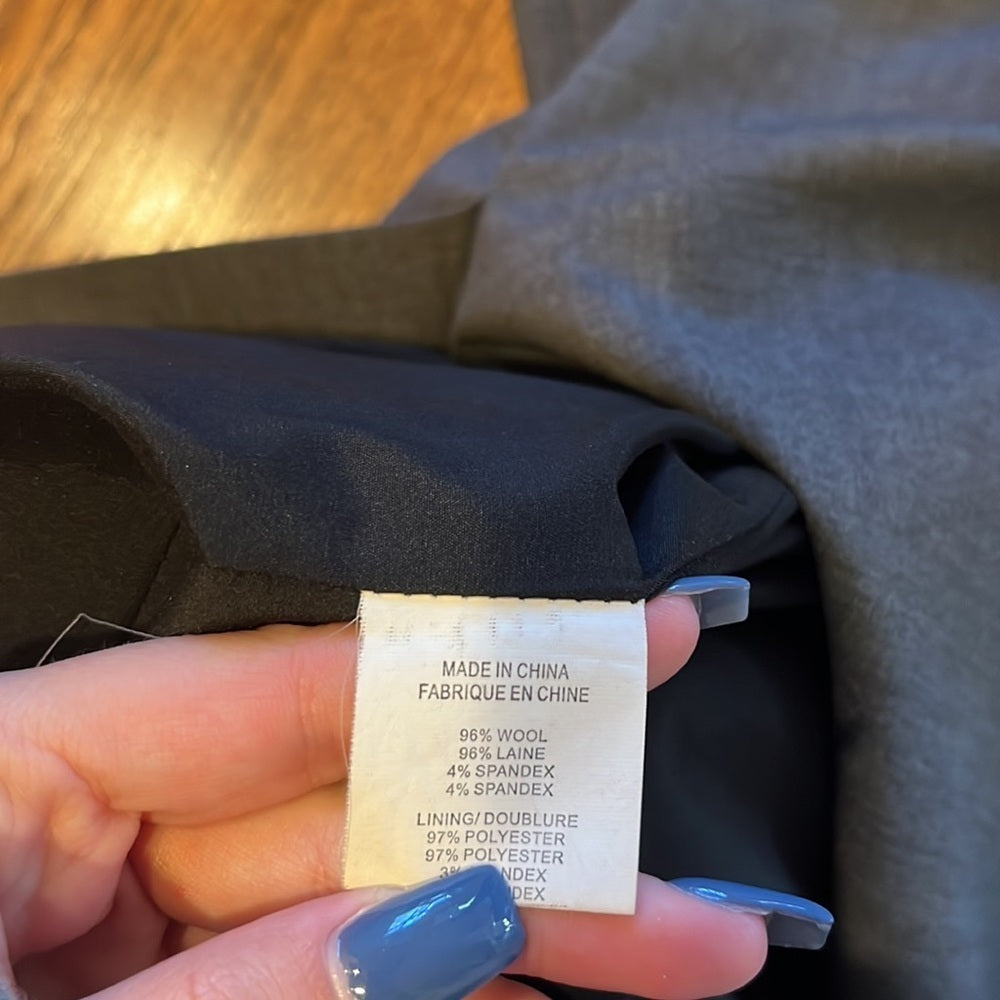 MADE IN CHINA
FABRIQUE EN CHINE
96% WOOL
96% LAINE
4% SPANDEX
4% SPANDEX
LINING/ DOUBLURE
97% POLYESTER
97% POLYESTER